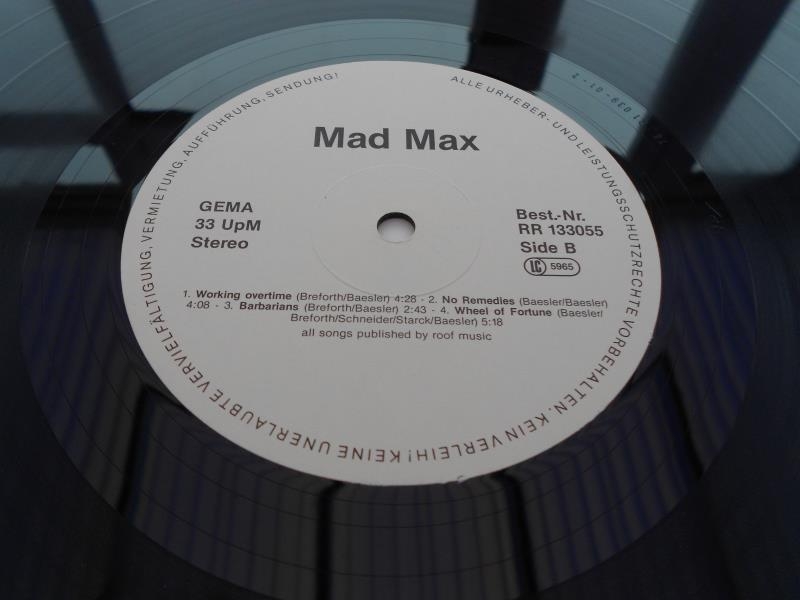 Mad Max
GEMA
33 UpM
Stereo
Best.-Nr.
RR 133055
Side B
LC 5965
1. Working overtime (Breforth/Baesler) 4:28 - 2. No Remedies (Baesler/Baesler)
4:08 - 3. Barbarians (Breforth/Baesler) 2:43 - 4. Wheel of Fortune (Baesler/
Breforth/Schneider/Starck/Baesler) 5:18
all songs published by roof music
ALLE URHEBER- UND LEISTUNGSSCHUTZRECHTE VORBEHALTEN. KEIN VERLEIH! KEINE UNERLAUBTE VERVIELFÄLTIGUNG, VERMIETUNG, AUFFÜHRUNG, SENDUNG!